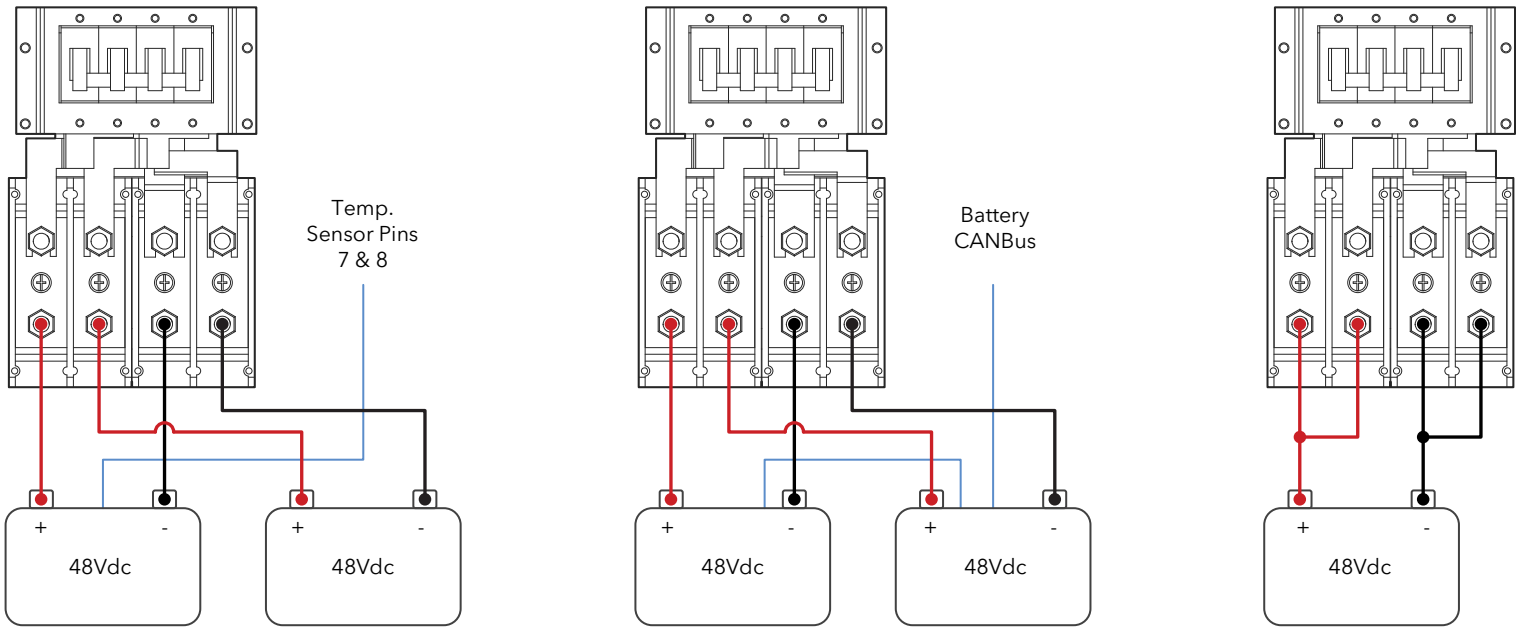 Temp.
Sensor Pins
7 & 8
+ -
48Vdc
+ -
48Vdc
Battery
CANBus
+ -
48Vdc
+ -
48Vdc
+ -
48Vdc